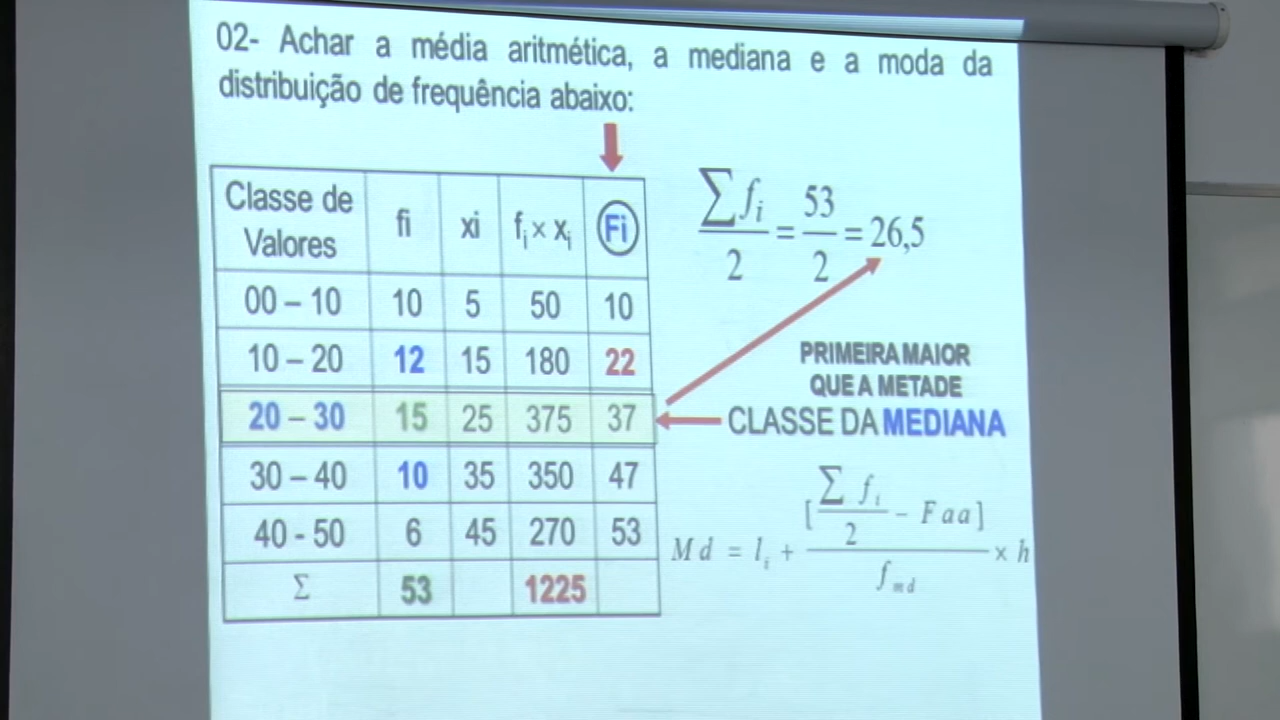 02- Achar a média aritmética, a mediana e a moda da
distribuição de frequência abaixo:
Classe de Valores fi xi fᵢ × xᵢ Fi
00 – 10 10 5 50 10
10 – 20 12 15 180 22
20 – 30 15 25 375 37
30 – 40 10 35 350 47
40 - 50 6 45 270 53
Σ 53 1225
∑fᵢ / 2 = 53 / 2 = 26,5
PRIMEIRA MAIOR
QUE A METADE
CLASSE DA MEDIANA
Md = lᵢ + [∑fᵢ / 2 – Faa] / f md × h